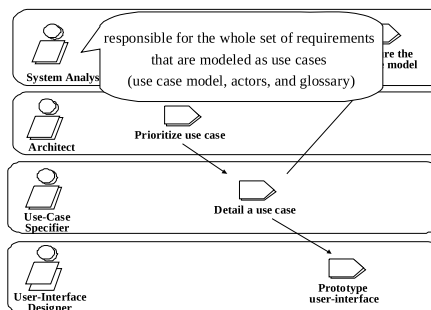 responsible for the whole set of requirements
that are modeled as use cases
(use case model, actors, and glossary)
System Analys
re the
model
Prioritize use case
Architect
Detail a use case
Use-Case
Specifier
Prototype
user-interface
User-Interface
Designer